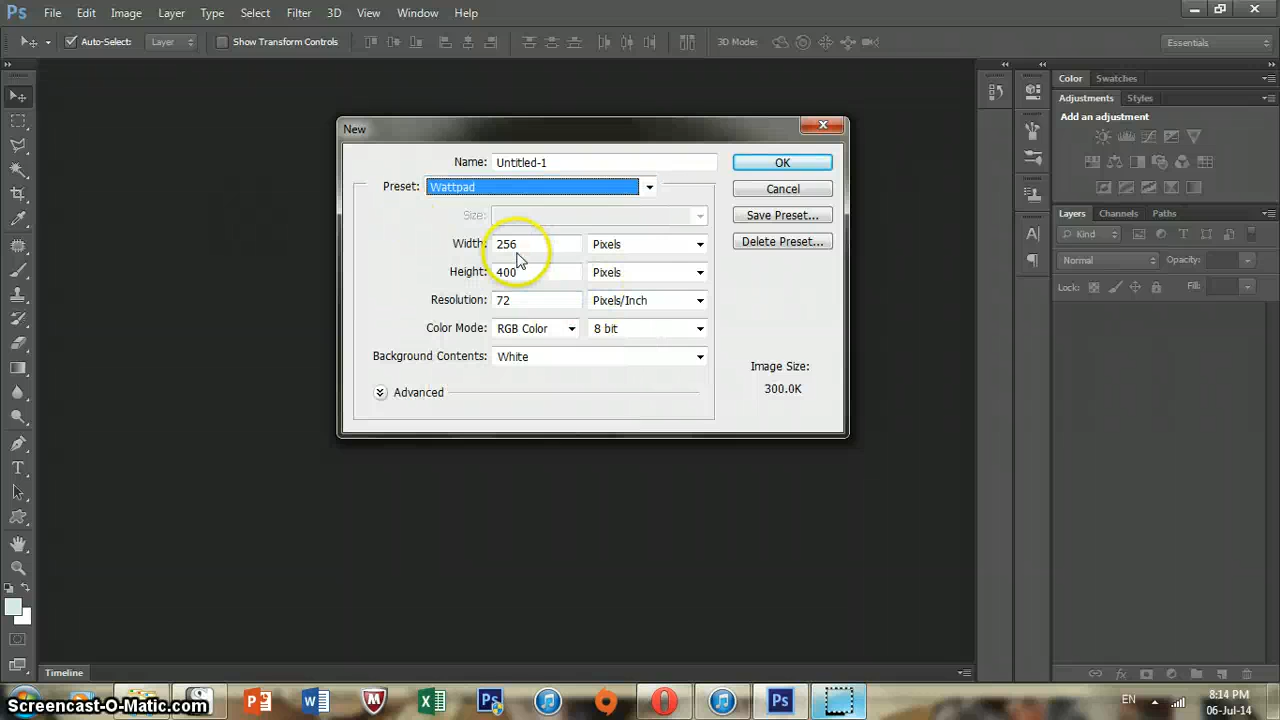 Ps File Edit Image Layer Type Select Filter 3D View Window Help
Auto-Select: Layer Show Transform Controls 3D Mode: Essentials
Color Swatches
Adjustments Styles
Add an adjustment
New
Name: Untitled-1 OK
Preset: Wattpad Cancel
Size: Save Preset...
Width: 256 Pixels Delete Preset...
Height: 400 Pixels
Resolution: 72 Pixels/Inch
Color Mode: RGB Color 8 bit
Background Contents: White
Image Size:
300.0K
Advanced
Layers Channels Paths
Kind
Normal Opacity:
Lock: Fill:
Timeline
EN 8:14 PM
06-Jul-14
Screencast-O-Matic.com